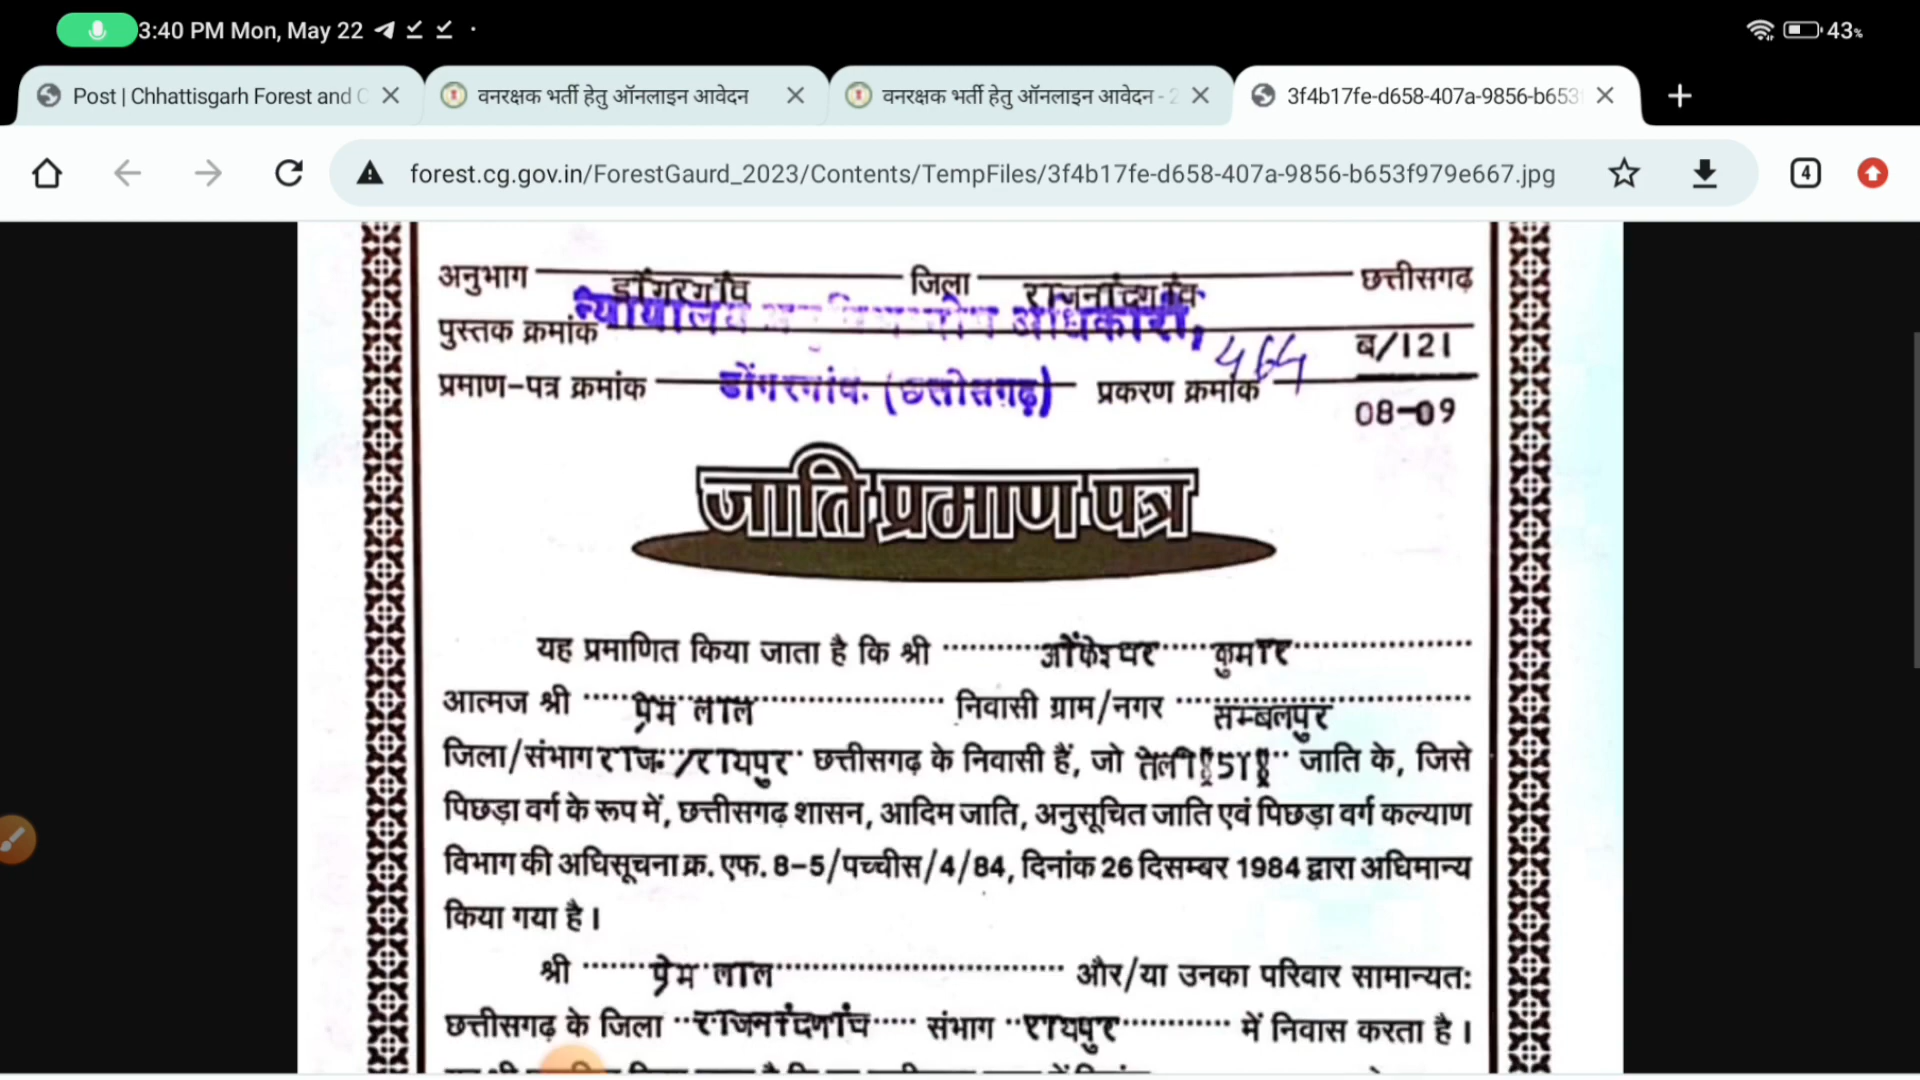 3:40 PM Mon, May 22
43%
Post | Chhattisgarh Forest and C
वनरक्षक भर्ती हेतु ऑनलाइन आवेदन
वनरक्षक भर्ती हेतु ऑनलाइन आवेदन - 2
3f4b17fe-d658-407a-9856-b653
forest.cg.gov.in/ForestGaurd_2023/Contents/TempFiles/3f4b17fe-d658-407a-9856-b653f979e667.jpg
4
अनुभाग डोंगरगाँव जिला राजनांदगांव छत्तीसगढ़
न्यायालय अधिकारी,
पुस्तक क्रमांक 464 ब/121
प्रमाण-पत्र क्रमांक डोंगरगांव. (छत्तीसगढ़) प्रकरण क्रमांक 08-09
जाति प्रमाण पत्र
यह प्रमाणित किया जाता है कि श्री ओंकेश्वर कुमार
आत्मज श्री प्रेम लाल निवासी ग्राम/नगर सम्बलपुर
जिला/संभाग राज./रायपुर छत्तीसगढ़ के निवासी हैं, जो तेली जाति के, जिसे
पिछड़ा वर्ग के रूप में, छत्तीसगढ़ शासन, आदिम जाति, अनुसूचित जाति एवं पिछड़ा वर्ग कल्याण
विभाग की अधिसूचना क्र. एफ. 8-5/पच्चीस/4/84, दिनांक 26 दिसम्बर 1984 द्वारा अधिमान्य
किया गया है।
श्री प्रेम लाल और/या उनका परिवार सामान्यत:
छत्तीसगढ़ के जिला राजनांदगांव संभाग रायपुर में निवास करता है।